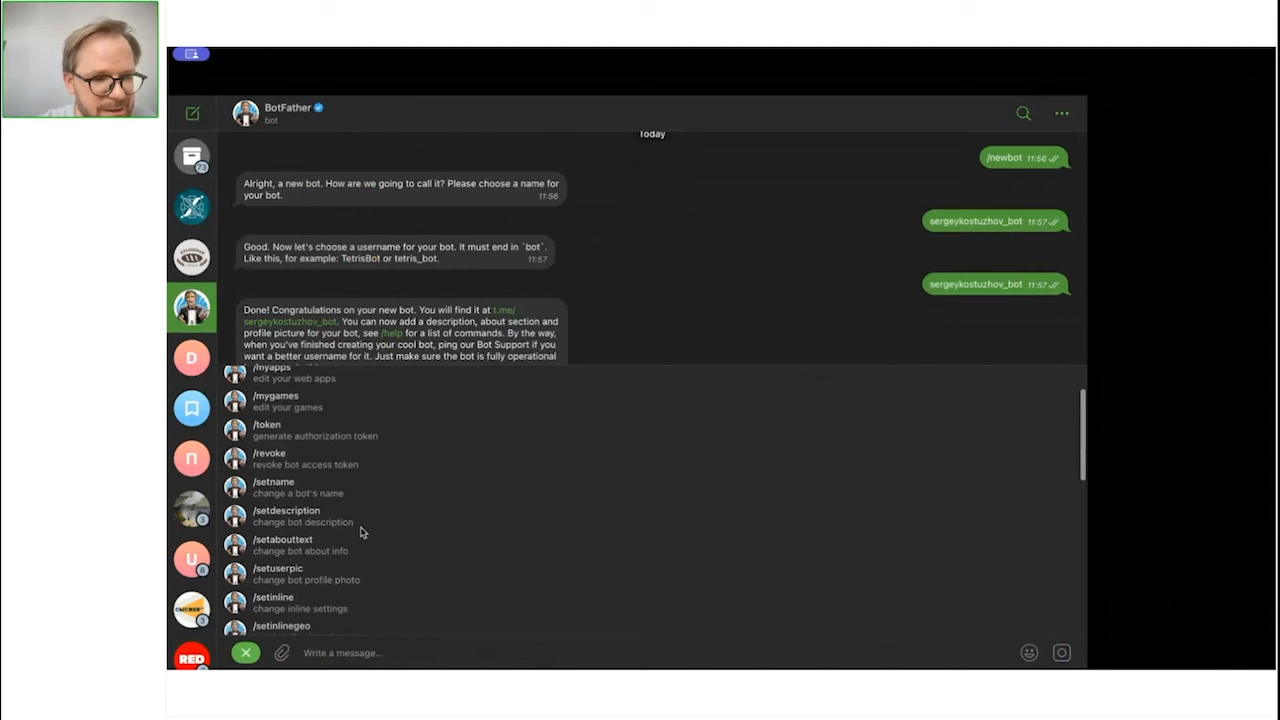 BotFather
bot
Today
/newbot 11:56
73
Alright, a new bot. How are we going to call it? Please choose a name for
your bot.
11:56
sergeykostuzhov_bot 11:57
Good. Now let's choose a username for your bot. It must end in `bot`.
Like this, for example: TetrisBot or tetris_bot.
11:57
sergeykostuzhov_bot 11:57
Done! Congratulations on your new bot. You will find it at t.me/
sergeykostuzhov_bot. You can now add a description, about section and
profile picture for your bot, see /help for a list of commands. By the way,
when you've finished creating your cool bot, ping our Bot Support if you
want a better username for it. Just make sure the bot is fully operational
D
/myapps
edit your web apps
/mygames
edit your games
/token
generate authorization token
П
/revoke
revoke bot access token
/setname
change a bot's name
/setdescription
change bot description
3
/setabouttext
change bot about info
U
8
/setuserpic
change bot profile photo
/setinline
change inline settings
3
/setinlinegeo
RED
Write a message...